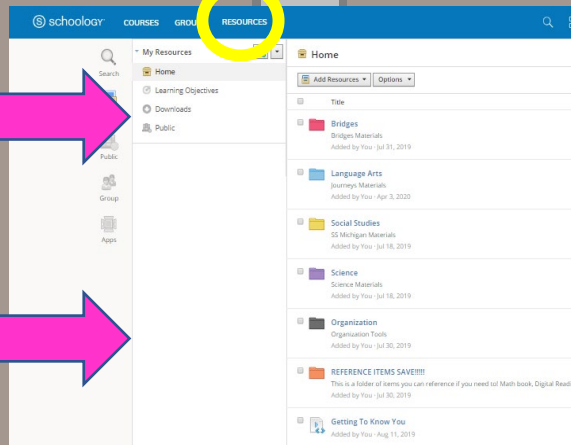 schoology COURSES GROU RESOURCES
Search
Public
Group
Apps
My Resources
Home
Learning Objectives
Downloads
Public
Home
Add Resources Options
Title
Bridges
Bridges Materials
Added by You · Jul 31, 2019
Language Arts
Journeys Materials
Added by You · Apr 3, 2020
Social Studies
SS Michigan Materials
Added by You · Jul 18, 2019
Science
Science Materials
Added by You · Jul 18, 2019
Organization
Organization Tools
Added by You · Jul 30, 2019
REFERENCE ITEMS SAVE!!!!!
This is a folder of items you can reference if you need to! Math book, Digital Readi
Added by You · Jul 30, 2019
Getting To Know You
Added by You · Aug 11, 2019